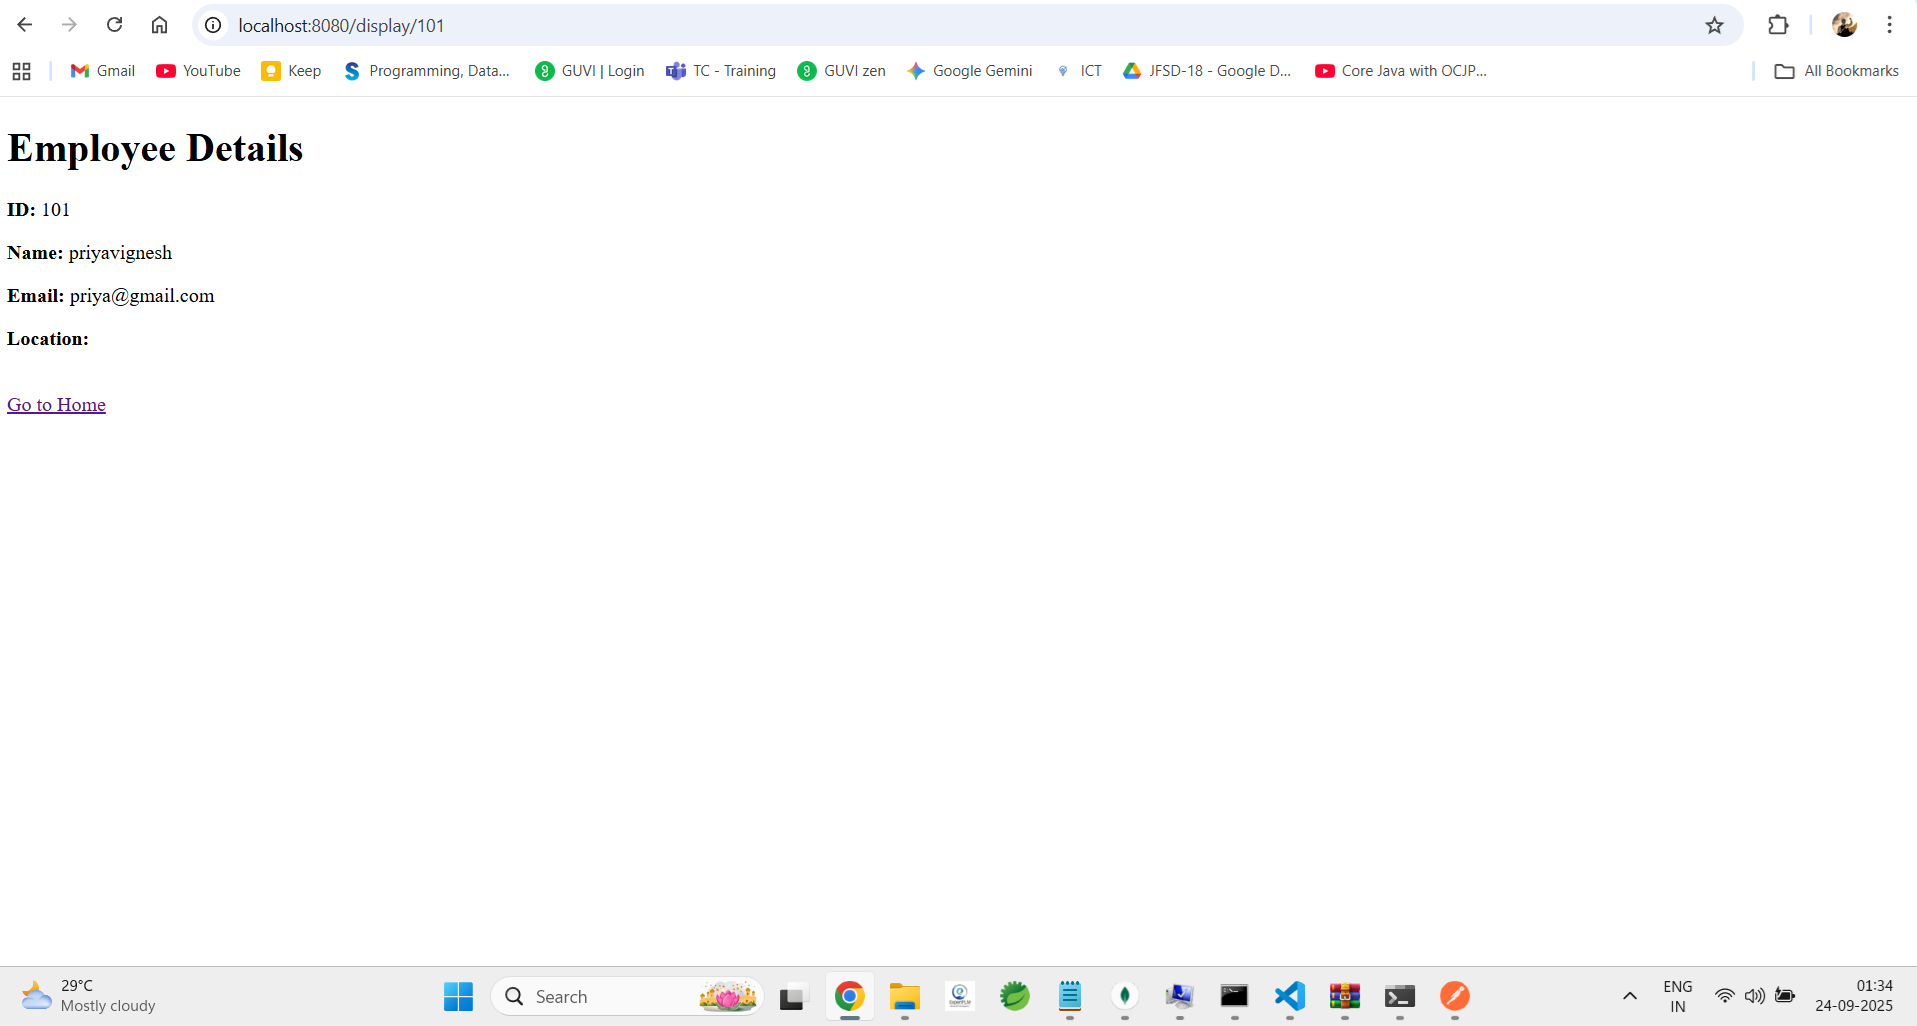 localhost:8080/display/101
Gmail
YouTube
Keep
Programming, Data...
GUVI | Login
TC - Training
GUVI zen
Google Gemini
ICT
JFSD-18 - Google D...
Core Java with OCJP...
All Bookmarks
Employee Details
ID: 101
Name: priyavignesh
Email: priya@gmail.com
Location:
Go to Home
29°C
Mostly cloudy
Search
ENG
IN
01:34
24-09-2025